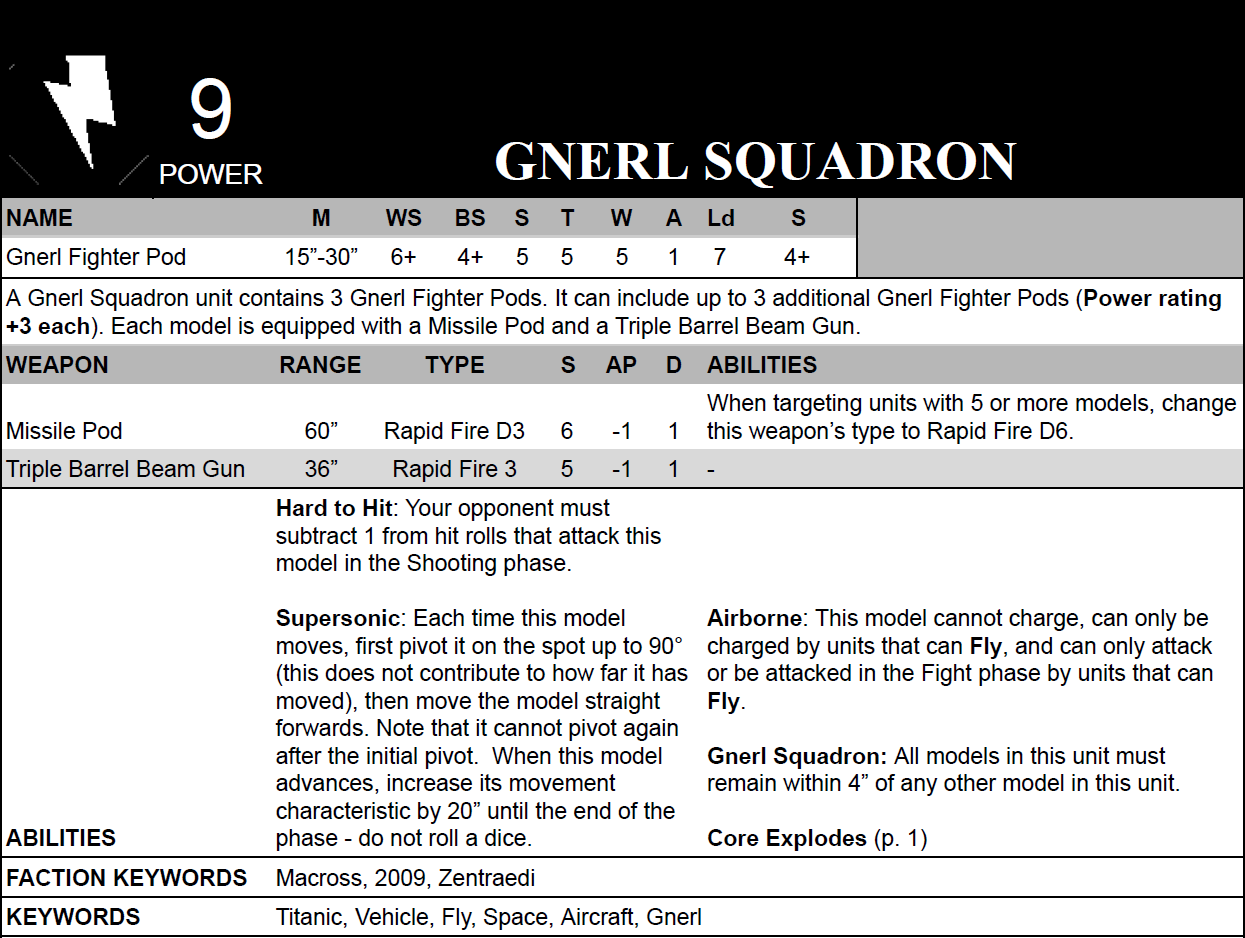 9
POWER
GNERL SQUADRON
NAME M WS BS S T W A Ld S
Gnerl Fighter Pod 15”-30” 6+ 4+ 5 5 5 1 7 4+
A Gnerl Squadron unit contains 3 Gnerl Fighter Pods. It can include up to 3 additional Gnerl Fighter Pods (Power rating
+3 each). Each model is equipped with a Missile Pod and a Triple Barrel Beam Gun.
WEAPON RANGE TYPE S AP D ABILITIES
When targeting units with 5 or more models, change
Missile Pod 60” Rapid Fire D3 6 -1 1 this weapon’s type to Rapid Fire D6.
Triple Barrel Beam Gun 36” Rapid Fire 3 5 -1 1 -
Hard to Hit: Your opponent must
subtract 1 from hit rolls that attack this
model in the Shooting phase.
Supersonic: Each time this model
moves, first pivot it on the spot up to 90°
(this does not contribute to how far it has
moved), then move the model straight
forwards. Note that it cannot pivot again
after the initial pivot.  When this model
advances, increase its movement
characteristic by 20” until the end of the
phase - do not roll a dice.
Airborne: This model cannot charge, can only be
charged by units that can Fly, and can only attack
or be attacked in the Fight phase by units that can
Fly.
Gnerl Squadron: All models in this unit must
remain within 4” of any other model in this unit.
Core Explodes (p. 1)
ABILITIES
FACTION KEYWORDS Macross, 2009, Zentraedi
KEYWORDS Titanic, Vehicle, Fly, Space, Aircraft, Gnerl